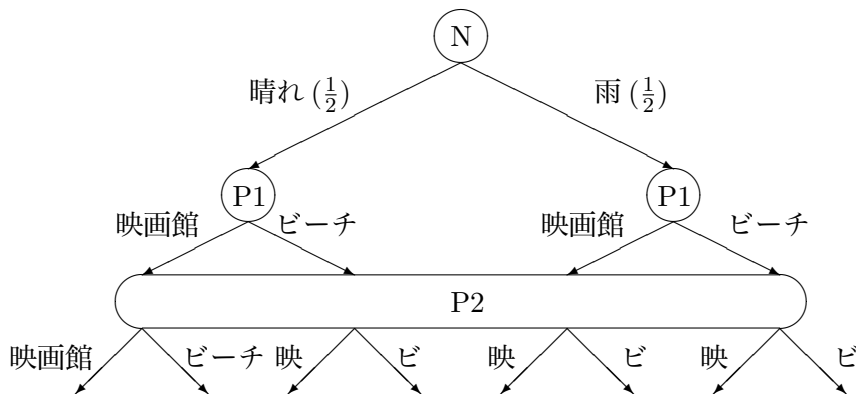 N
晴れ (1/2) 雨 (1/2)
P1 P1
映画館 ビーチ 映画館 ビーチ
P2
映画館 ビーチ 映 ビ 映 ビ 映 ビ